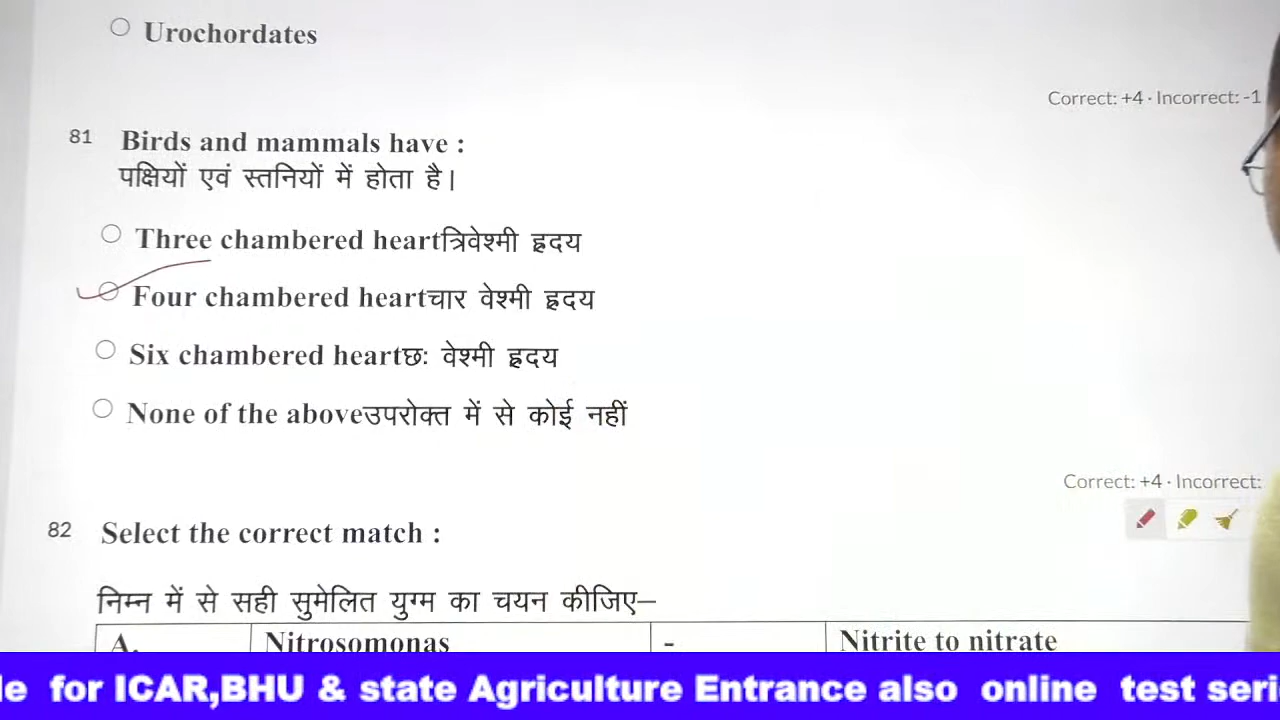 Urochordates
Correct: +4 · Incorrect: -1
81 Birds and mammals have :
पक्षियों एवं स्तनियों में होता है।
Three chambered heartत्रिवेश्मी ह्रदय
Four chambered heartचार वेश्मी ह्रदय
Six chambered heartछः वेश्मी ह्रदय
None of the aboveउपरोक्त में से कोई नहीं
Correct: +4 · Incorrect:
82 Select the correct match :
निम्न में से सही सुमेलित युग्म का चयन कीजिए–
A. Nitrosomonas - Nitrite to nitrate
le for ICAR,BHU & state Agriculture Entrance also online test seri